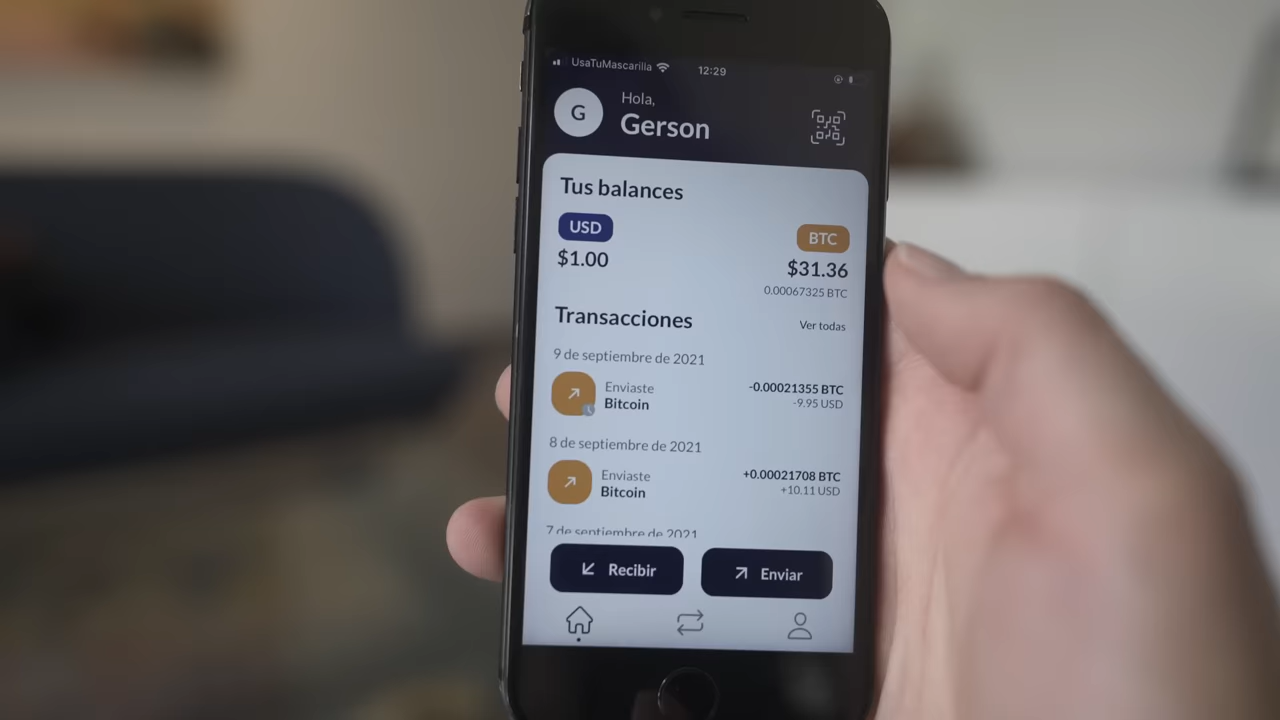 UsaTuMascarilla 12:29
G
Hola,
Gerson
Tus balances
USD BTC
$1.00 $31.36
0.00067325 BTC
Transacciones Ver todas
9 de septiembre de 2021
Enviaste -0.00021355 BTC
Bitcoin -9.95 USD
8 de septiembre de 2021
Enviaste +0.00021708 BTC
Bitcoin +10.11 USD
7 de septiembre de 2021
Recibir Enviar